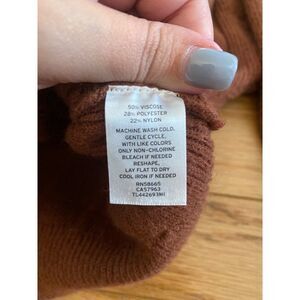 50% VISCOSE
28% POLYESTER
22% NYLON
MACHINE WASH COLD,
GENTLE CYCLE,
WITH LIKE COLORS
ONLY NON-CHLORINE
BLEACH IF NEEDED
RESHAPE,
LAY FLAT TO DRY
COOL IRON IF NEEDED
RN58665
CA57963
TL442693MI